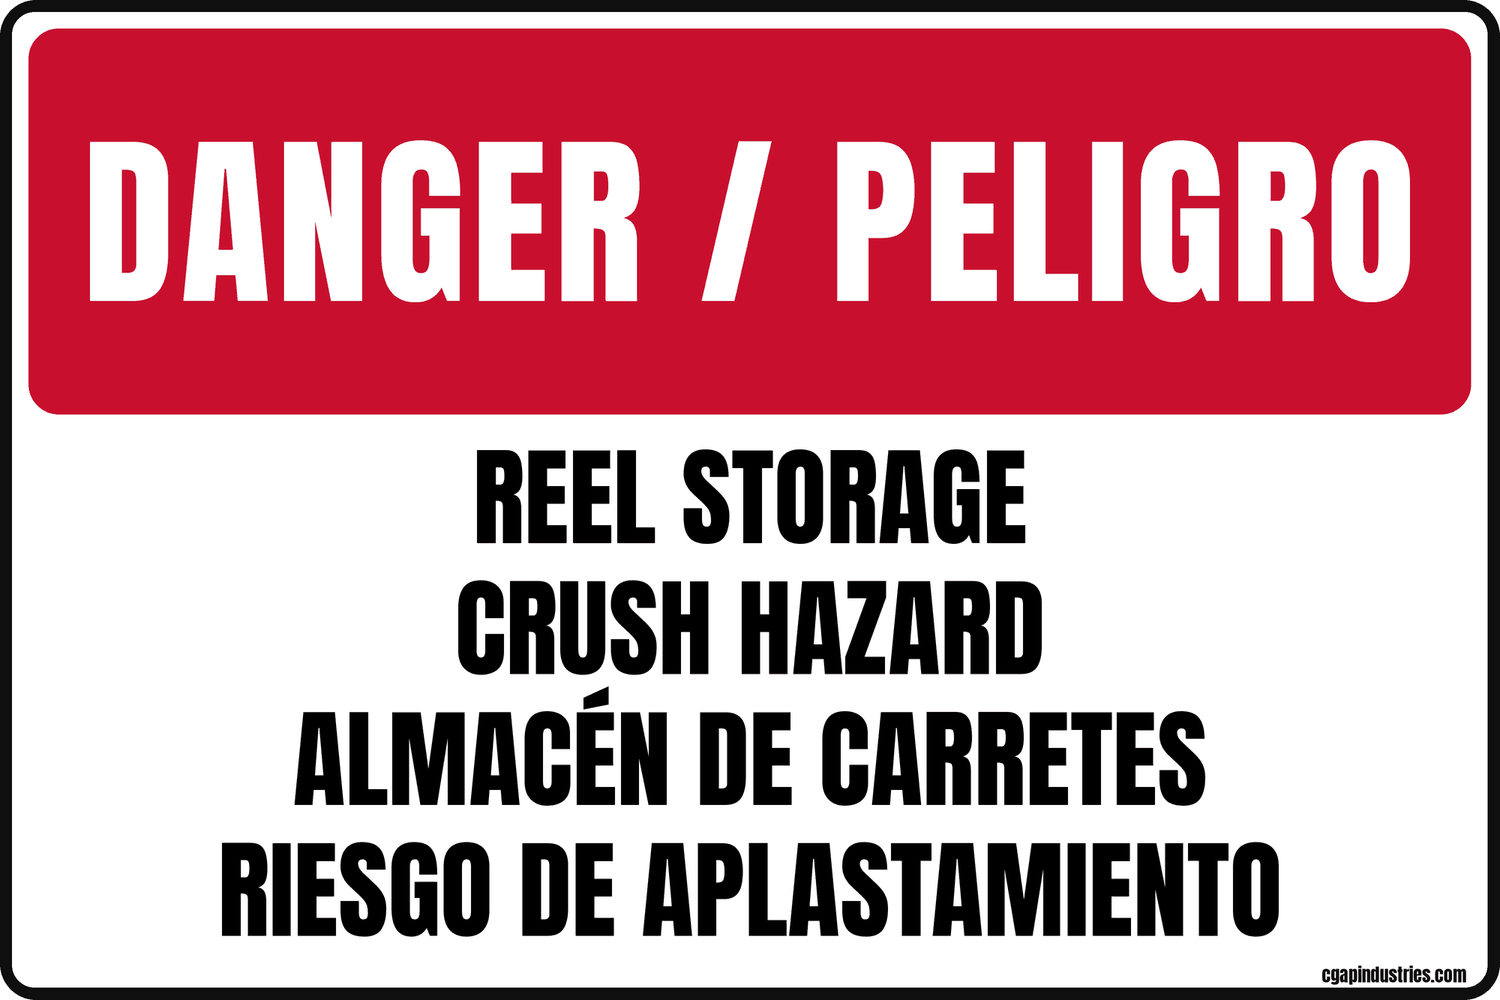 DANGER / PELIGRO
REEL STORAGE
CRUSH HAZARD
ALMACÉN DE CARRETES
RIESGO DE APLASTAMIENTO
cgapindustries.com